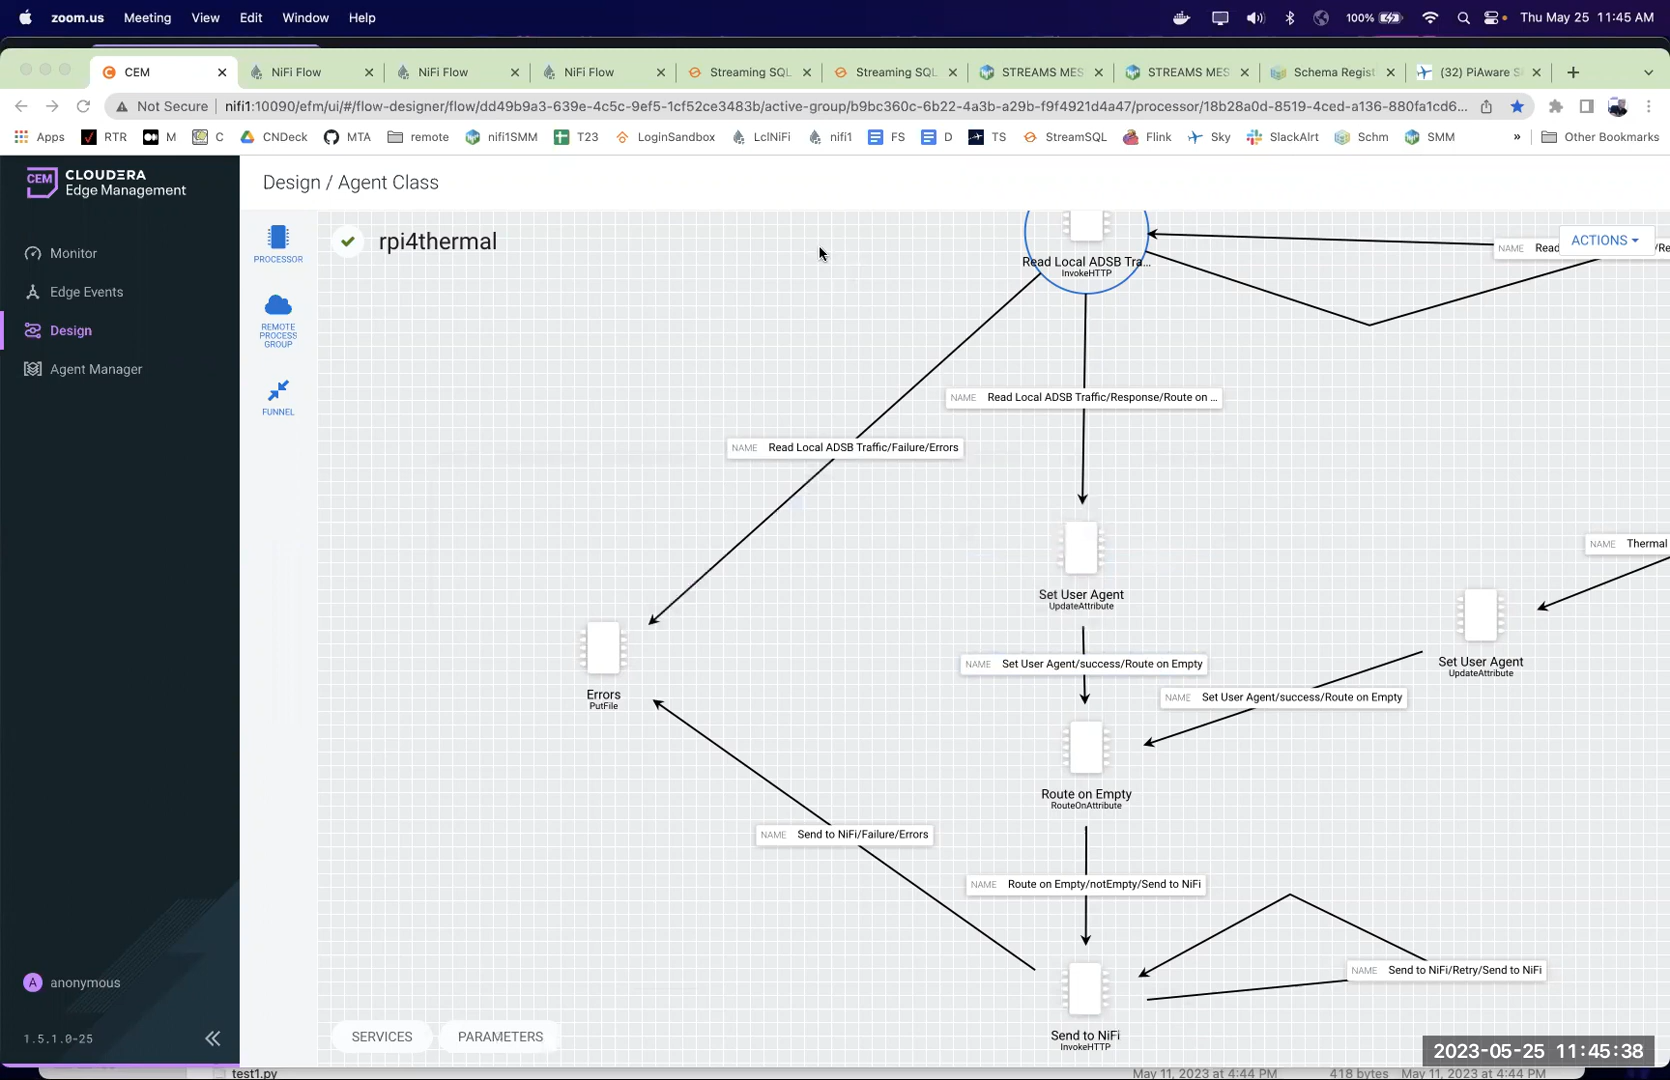 zoom.us Meeting View Edit Window Help 100% Thu May 25 11:45 AM
CEM NiFi Flow NiFi Flow NiFi Flow Streaming SQL Streaming SQL STREAMS MES STREAMS MES Schema Regist (32) PiAware S
Not Secure nifi1:10090/efm/ui/#/flow-designer/flow/dd49b9a3-639e-4c5c-9ef5-1cf52ce3483b/active-group/b9bc360c-6b22-4a3b-a29b-f9f4921d4a47/processor/18b28a0d-8519-4ced-a136-880fa1cd6...
Apps RTR M C CNDeck MTA remote nifi1SMM T23 LoginSandbox LclNiFi nifi1 FS D TS StreamSQL Flink Sky SlackAlrt Schm SMM » Other Bookmarks
CEM CLOUDERA
Edge Management
Design / Agent Class
Monitor
Edge Events
Design
Agent Manager
PROCESSOR
REMOTE
PROCESS
GROUP
FUNNEL
rpi4thermal
ACTIONS
Read Local ADSB Tra...
InvokeHTTP
NAME Read
NAME Read Local ADSB Traffic/Response/Route on ...
NAME Read Local ADSB Traffic/Failure/Errors
NAME Thermal
Set User Agent
UpdateAttribute
NAME Set User Agent/success/Route on Empty
Set User Agent
UpdateAttribute
NAME Set User Agent/success/Route on Empty
Errors
PutFile
Route on Empty
RouteOnAttribute
NAME Send to NiFi/Failure/Errors
NAME Route on Empty/notEmpty/Send to NiFi
NAME Send to NiFi/Retry/Send to NiFi
Send to NiFi
InvokeHTTP
A anonymous
1.5.1.0-25
SERVICES PARAMETERS
2023-05-25 11:45:38
test1.py May 11, 2023 at 4:44 PM 418 bytes May 11, 2023 at 4:44 PM